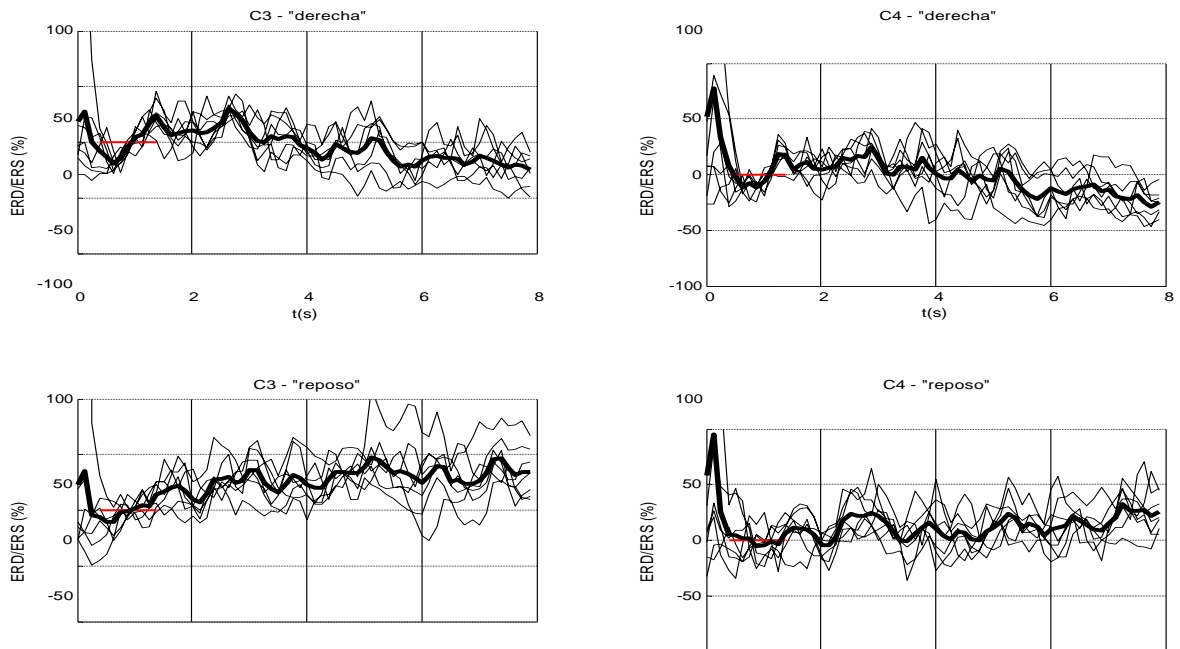 C3 - "derecha"
100
50
0
-50
-100
ERD/ERS (%)
0 2 4 6 8
t(s)
C4 - "derecha"
100
50
0
-50
-100
ERD/ERS (%)
0 2 4 6 8
t(s)
C3 - "reposo"
100
50
0
-50
ERD/ERS (%)
C4 - "reposo"
100
50
0
-50
ERD/ERS (%)